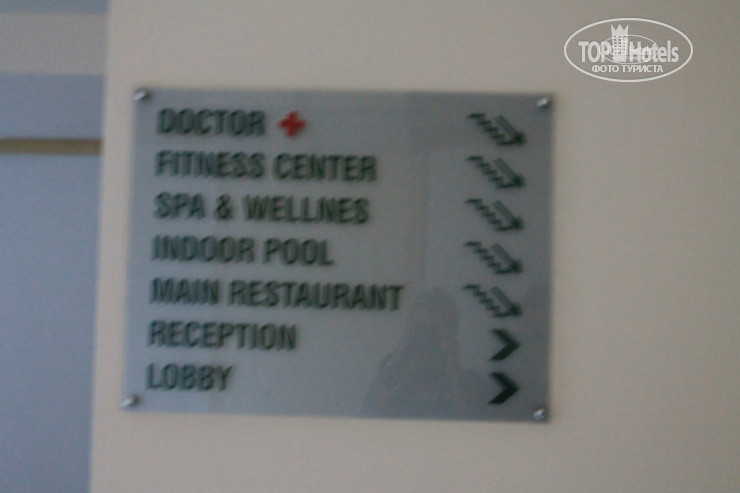 TOP Hotels
ФОТО ТУРИСТА
DOCTOR
FITNESS CENTER
SPA & WELLNES
INDOOR POOL
MAIN RESTAURANT
RECEPTION
LOBBY